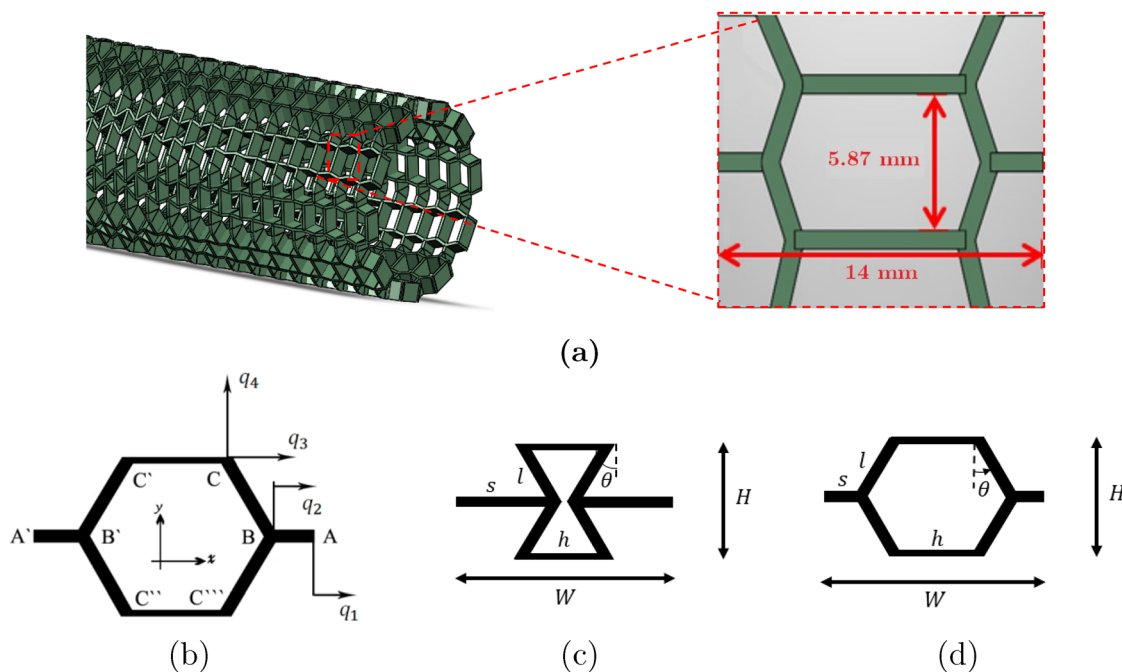 5.87 mm
14 mm
(a)
q4
q3
C` C
q2
y
A` B` B A
x
C`` C```
q1
(b)
l θ
s
h
H
W
(c)
l
s θ
h
H
W
(d)